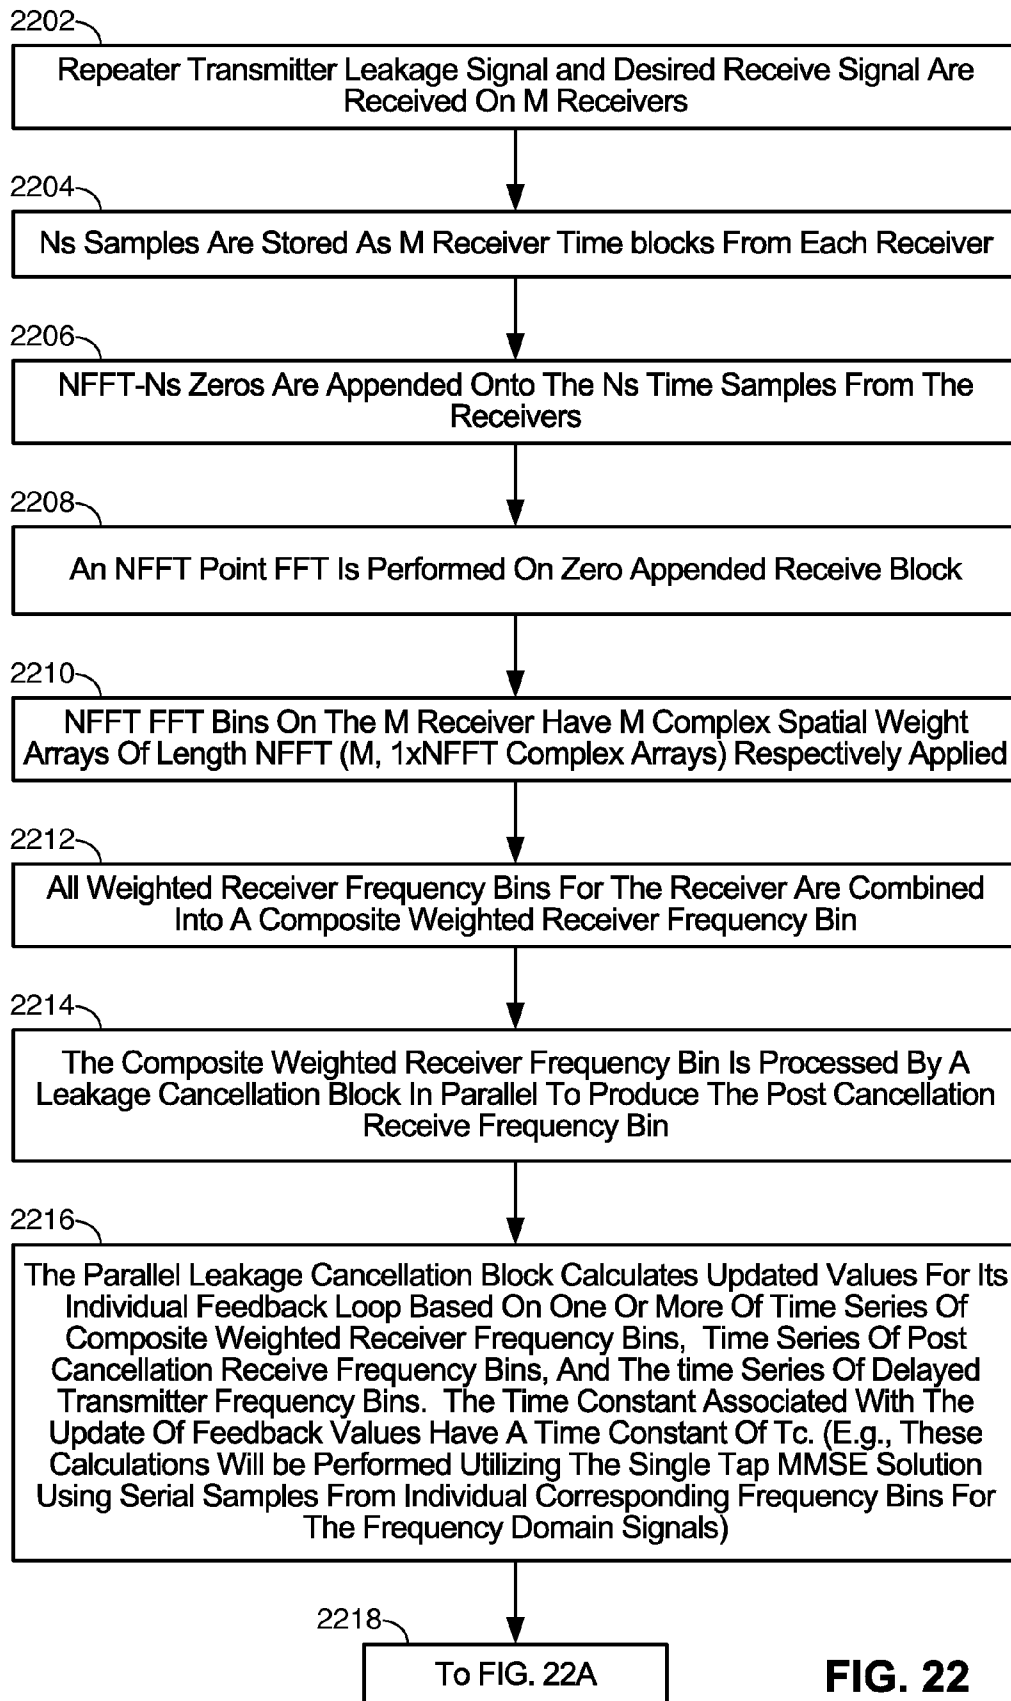 2202
Repeater Transmitter Leakage Signal and Desired Receive Signal Are
Received On M Receivers
2204
Ns Samples Are Stored As M Receiver Time blocks From Each Receiver
2206
NFFT-Ns Zeros Are Appended Onto The Ns Time Samples From The
Receivers
2208
An NFFT Point FFT Is Performed On Zero Appended Receive Block
2210
NFFT FFT Bins On The M Receiver Have M Complex Spatial Weight
Arrays Of Length NFFT (M, 1xNFFT Complex Arrays) Respectively Applied
2212
All Weighted Receiver Frequency Bins For The Receiver Are Combined
Into A Composite Weighted Receiver Frequency Bin
2214
The Composite Weighted Receiver Frequency Bin Is Processed By A
Leakage Cancellation Block In Parallel To Produce The Post Cancellation
Receive Frequency Bin
2216
The Parallel Leakage Cancellation Block Calculates Updated Values For Its
Individual Feedback Loop Based On One Or More Of Time Series Of
Composite Weighted Receiver Frequency Bins, Time Series Of Post
Cancellation Receive Frequency Bins, And The time Series Of Delayed
Transmitter Frequency Bins. The Time Constant Associated With The
Update Of Feedback Values Have A Time Constant Of Tc. (E.g., These
Calculations Will be Performed Utilizing The Single Tap MMSE Solution
Using Serial Samples From Individual Corresponding Frequency Bins For
The Frequency Domain Signals)
2218
To FIG. 22A
FIG. 22